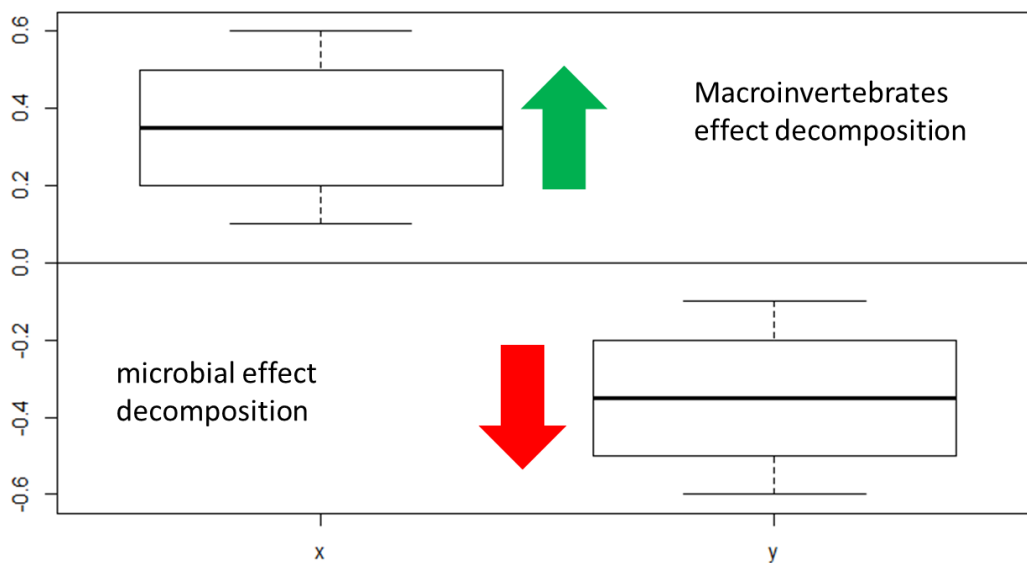 0.6
0.4
0.2
0.0
-0.2
-0.4
-0.6
Macroinvertebrates
effect decomposition
microbial effect
decomposition
x
y